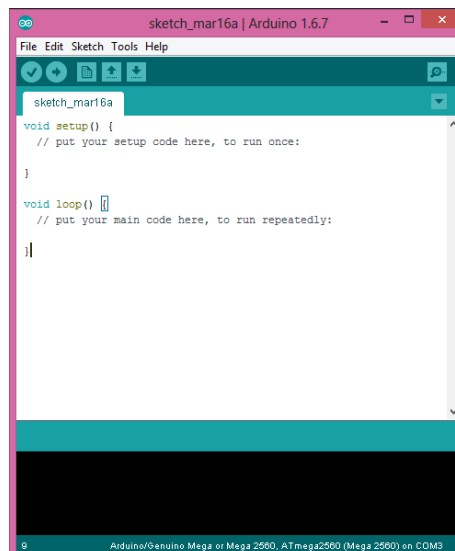 sketch_mar16a | Arduino 1.6.7
File Edit Sketch Tools Help
sketch_mar16a
void setup() {
  // put your setup code here, to run once:
}
void loop() {
  // put your main code here, to run repeatedly:
}
9 Arduino/Genuino Mega or Mega 2560, ATmega2560 (Mega 2560) on COM3